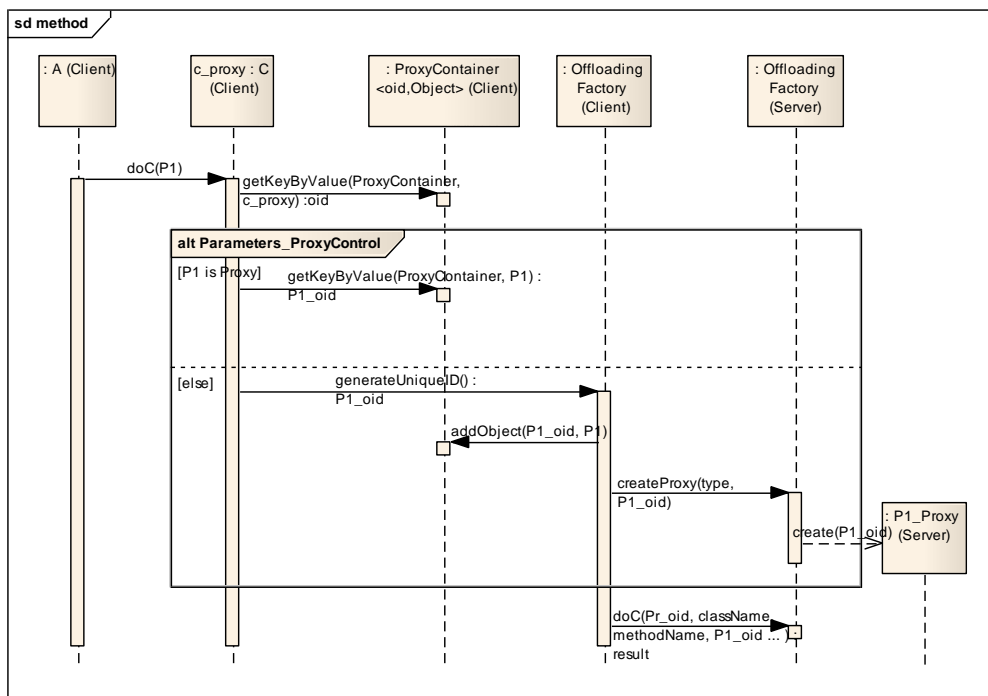 sd method
: A (Client)
c_proxy : C
(Client)
: ProxyContainer
<oid,Object> (Client)
: Offloading
Factory
(Client)
: Offloading
Factory
(Server)
doC(P1)
getKeyByValue(ProxyContainer,
c_proxy) :oid
alt Parameters_ProxyControl
[P1 is Proxy]
getKeyByValue(ProxyContainer, P1) :
P1_oid
[else]
generateUniqueID() :
P1_oid
addObject(P1_oid, P1)
createProxy(type,
P1_oid)
: P1_Proxy
(Server)
create(P1_oid)
doC(Pr_oid, className,
methodName, P1_oid ... ) :
result